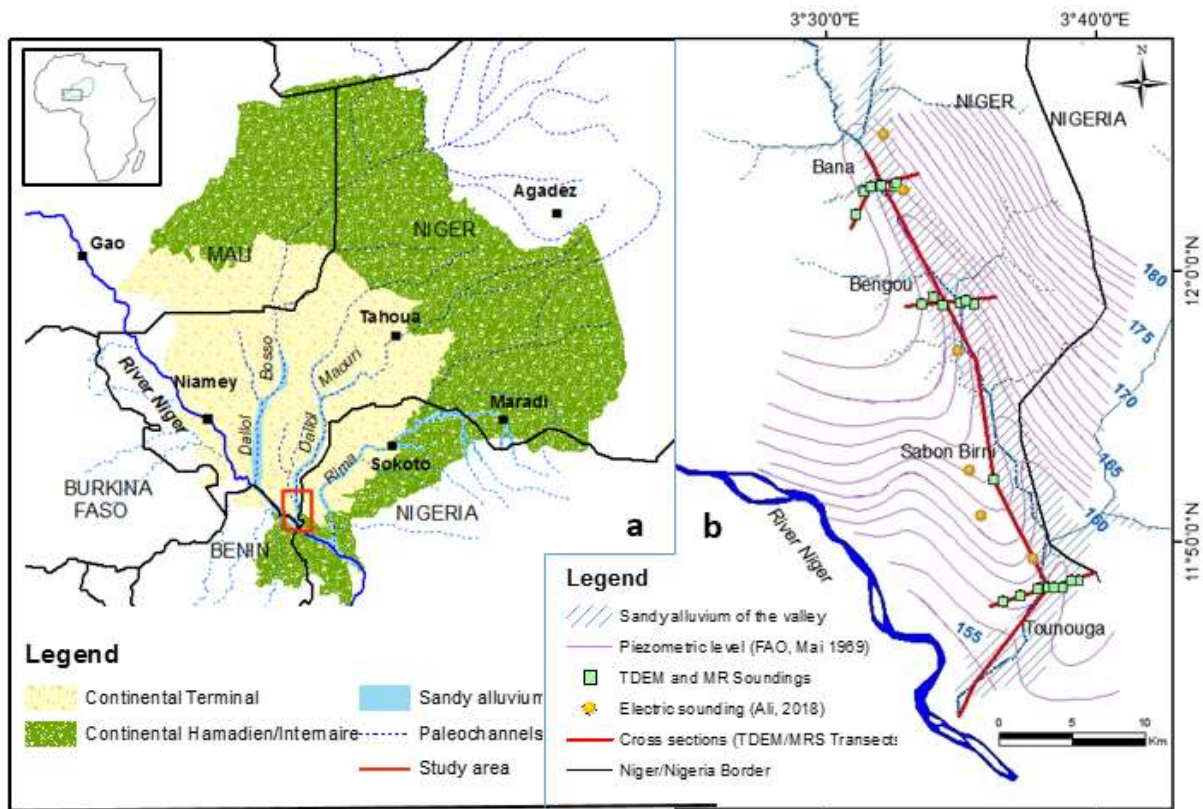 3°30'0"E
3°40'0"E
N
Agadez
NIGER
Gao
MALI
Tahoua
Bosso
Maouri
Niamey
River Niger
Dallol
Dallol
Maradi
Rima
Sokoto
BURKINA
FASO
NIGERIA
BENIN
a
Legend
Continental Terminal
Continental Hamadien/Internaire
Sandy alluvium
Paleochannels
Study area
NIGER
NIGERIA
Bana
Bengou
180
12°0'0"N
175
170
Sabon Birni
165
160
11°50'0"N
b
River Niger
155
Tounouga
Legend
Sandy alluvium of the valley
Piezometric level (FAO, Mai 1969)
TDEM and MR Soundings
Electric sounding (Ali, 2018)
Cross sections (TDEM/MRS Transects
Niger/Nigeria Border
0 5 10
Km